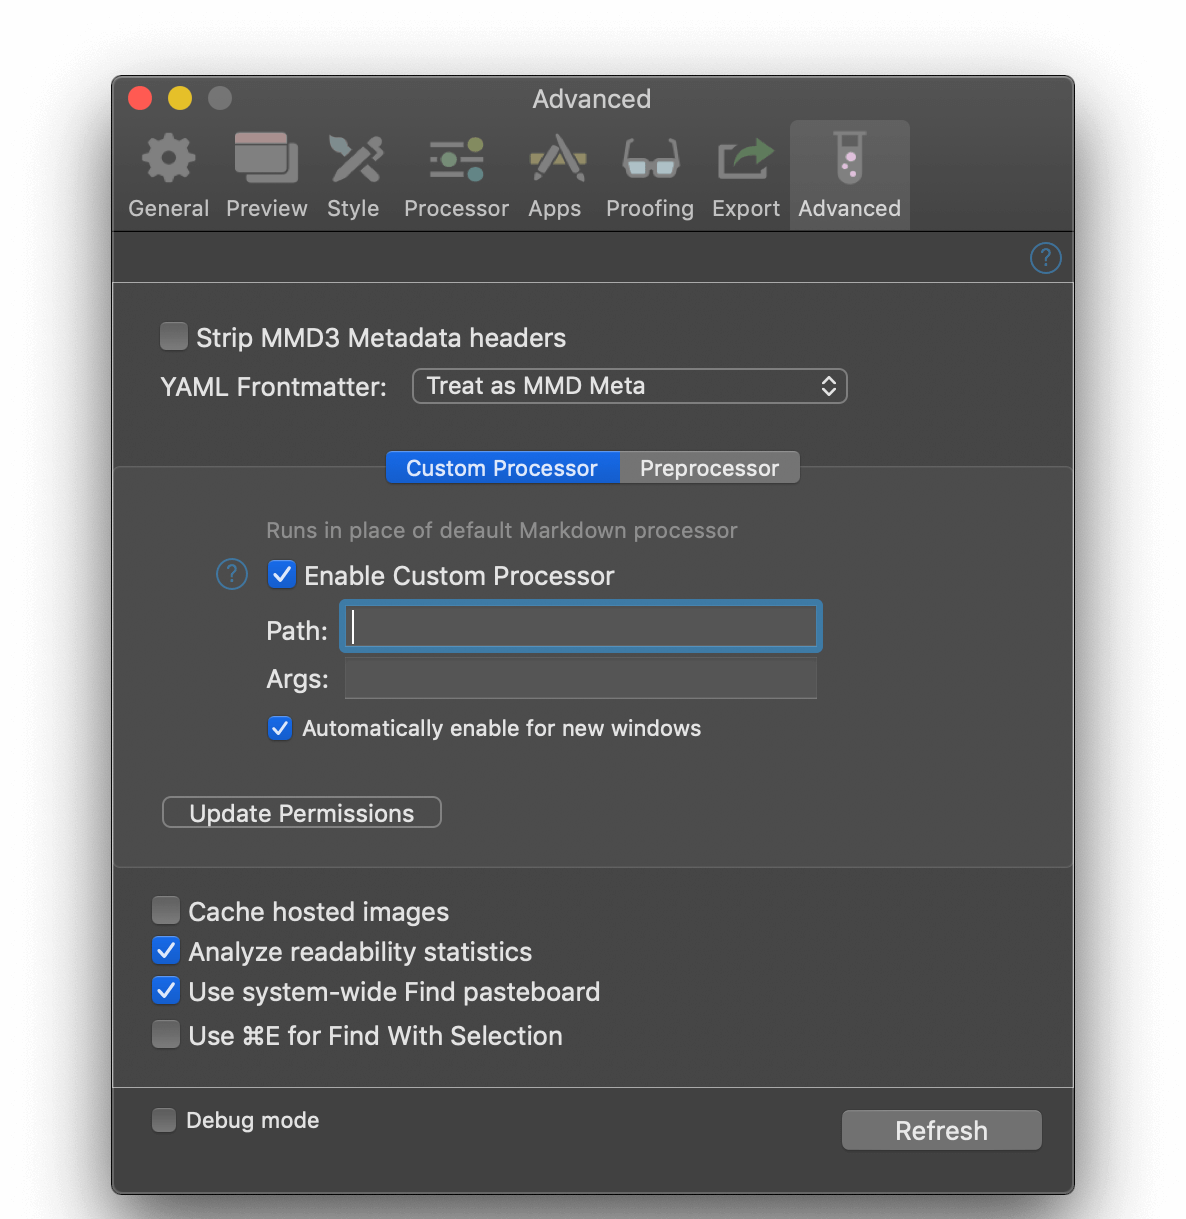 Advanced
General Preview Style Processor Apps Proofing Export Advanced
?
Strip MMD3 Metadata headers
YAML Frontmatter: Treat as MMD Meta
Custom Processor Preprocessor
Runs in place of default Markdown processor
? Enable Custom Processor
Path:
Args:
Automatically enable for new windows
Update Permissions
Cache hosted images
Analyze readability statistics
Use system-wide Find pasteboard
Use ⌘E for Find With Selection
Debug mode
Refresh